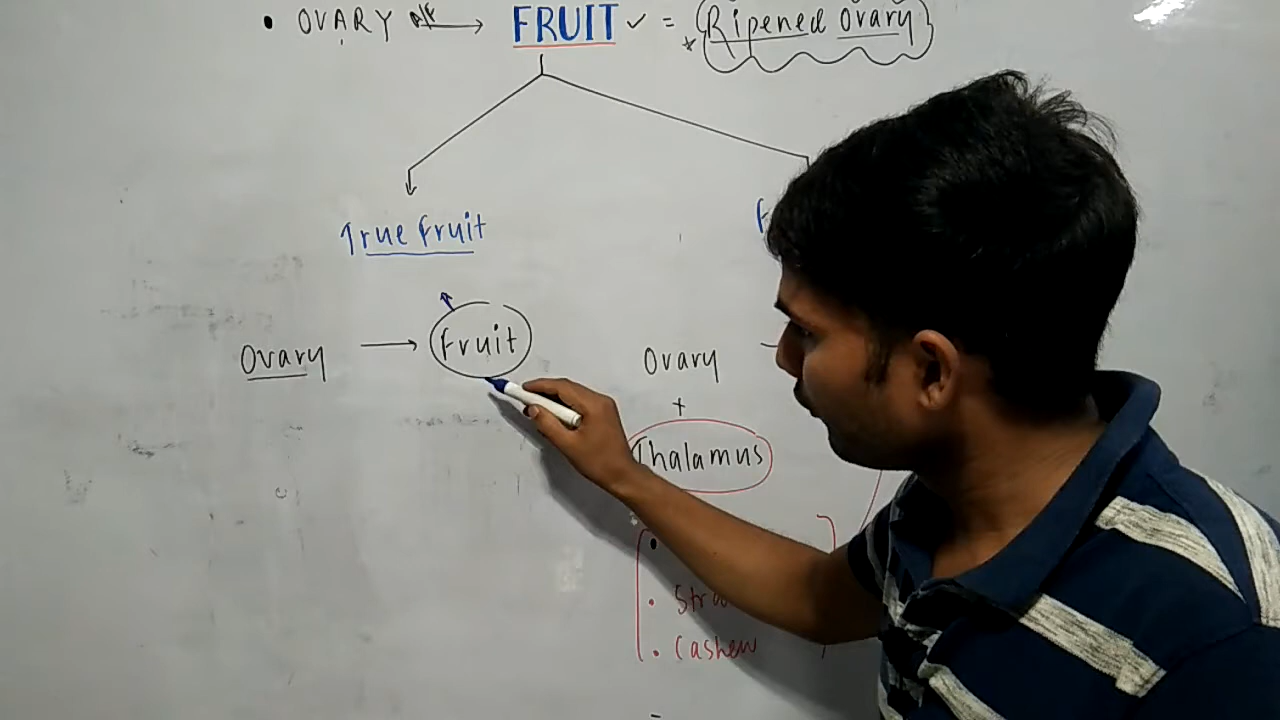 • OVARY A/F → FRUIT ✓ = (Ripened Ovary)
True fruit
Ovary → fruit
Ovary
+
Thalamus
• Cashew